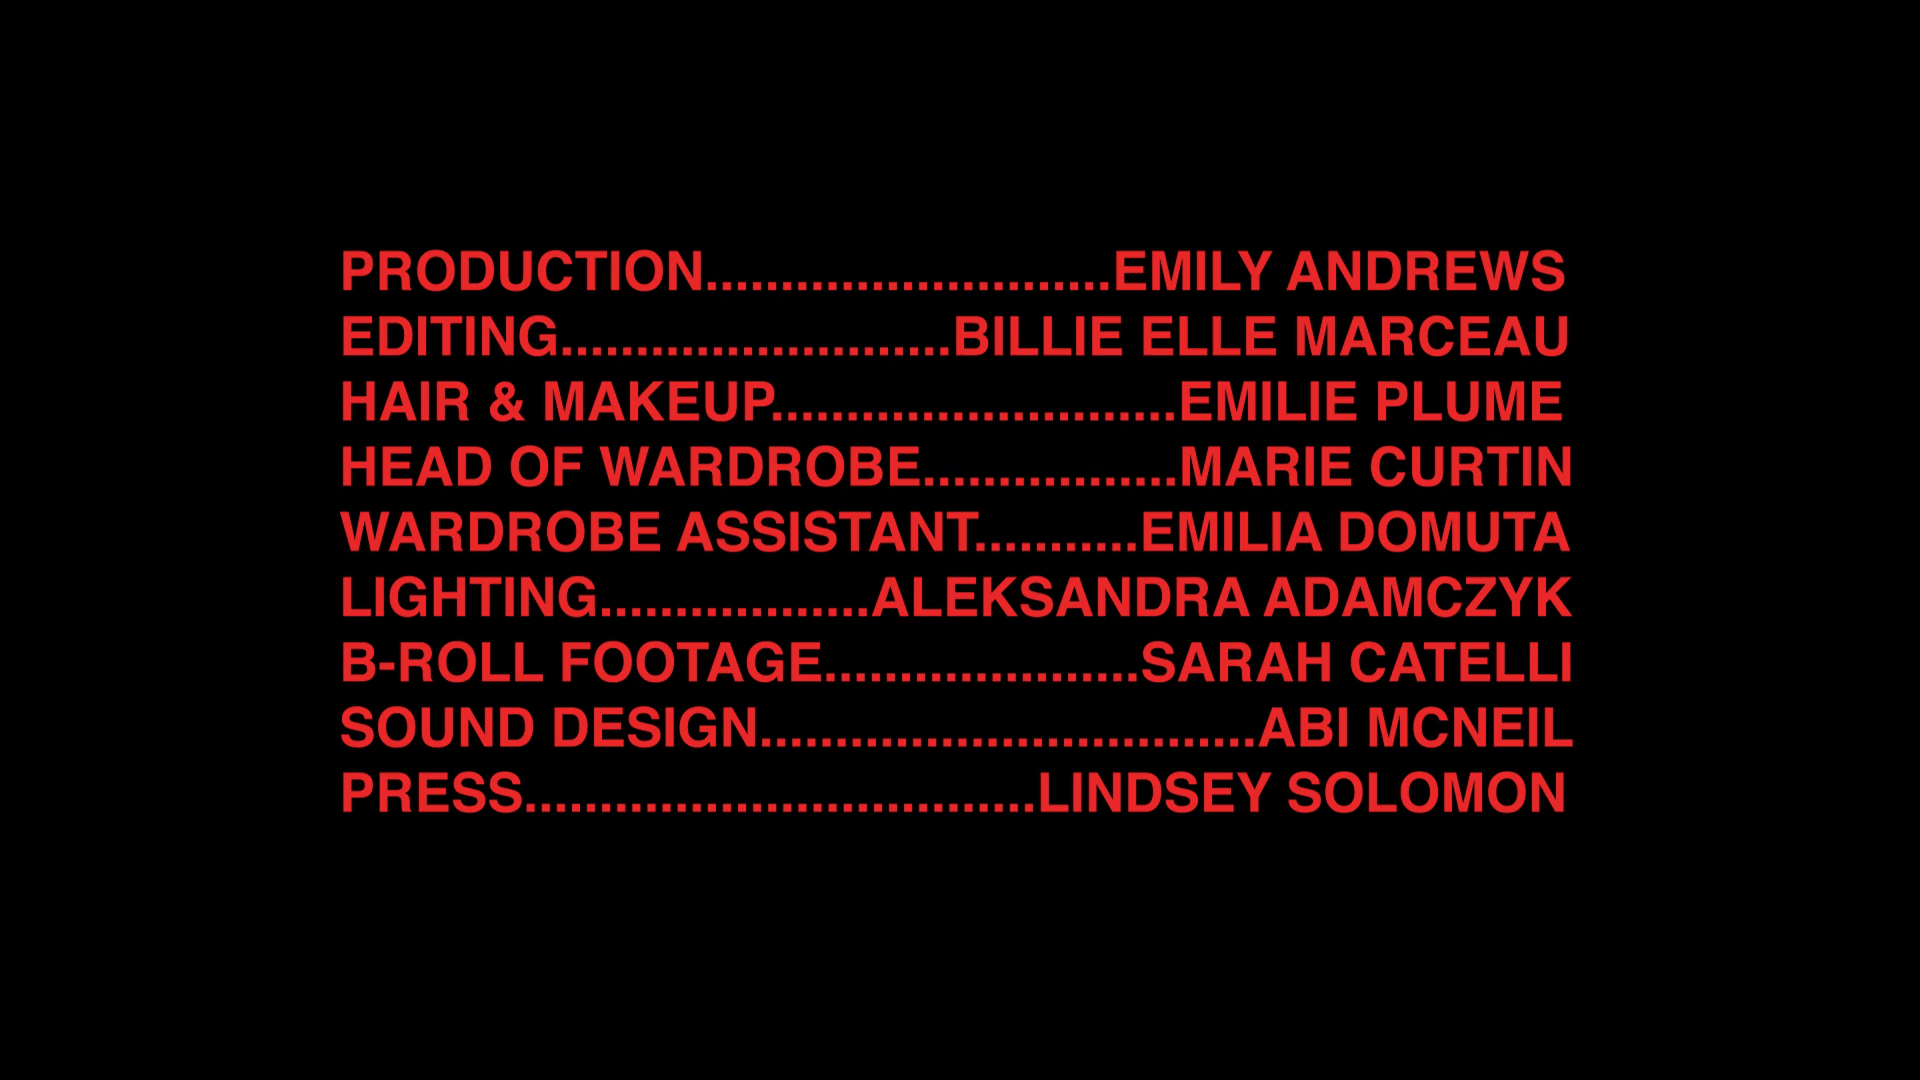 PRODUCTION...........................EMILY ANDREWS
EDITING..........................BILLIE ELLE MARCEAU
HAIR & MAKEUP...........................EMILIE PLUME
HEAD OF WARDROBE.................MARIE CURTIN
WARDROBE ASSISTANT...........EMILIA DOMUTA
LIGHTING..................ALEKSANDRA ADAMCZYK
B-ROLL FOOTAGE.....................SARAH CATELLI
SOUND DESIGN.................................ABI MCNEIL
PRESS..................................LINDSEY SOLOMON